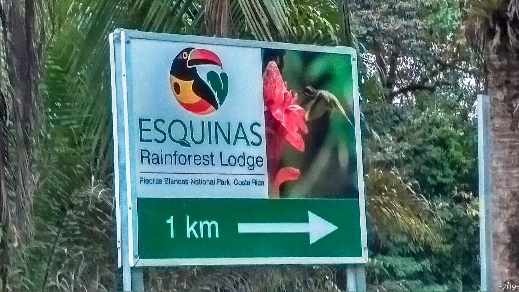 ESQUINAS
Rainforest Lodge
Piedras Blancas National Park, Costa Rica
1 km